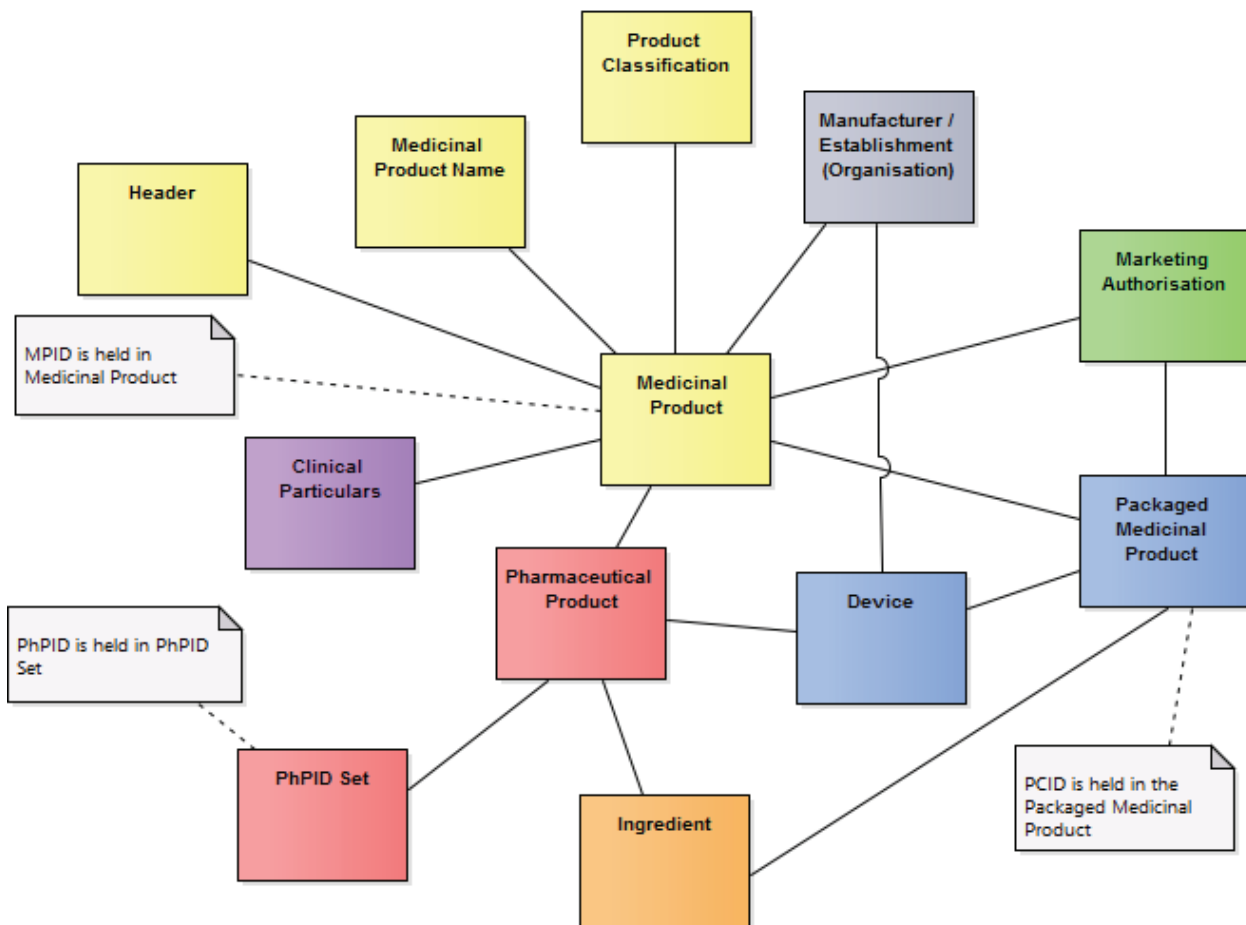 Product
Classification
Manufacturer /
Establishment
(Organisation)
Medicinal
Product Name
Header
Marketing
Authorisation
MPID is held in
Medicinal Product
Medicinal
Product
Clinical
Particulars
Packaged
Medicinal
Product
Pharmaceutical
Product
Device
PhPID is held in PhPID
Set
PhPID Set
Ingredient
PCID is held in the
Packaged Medicinal
Product